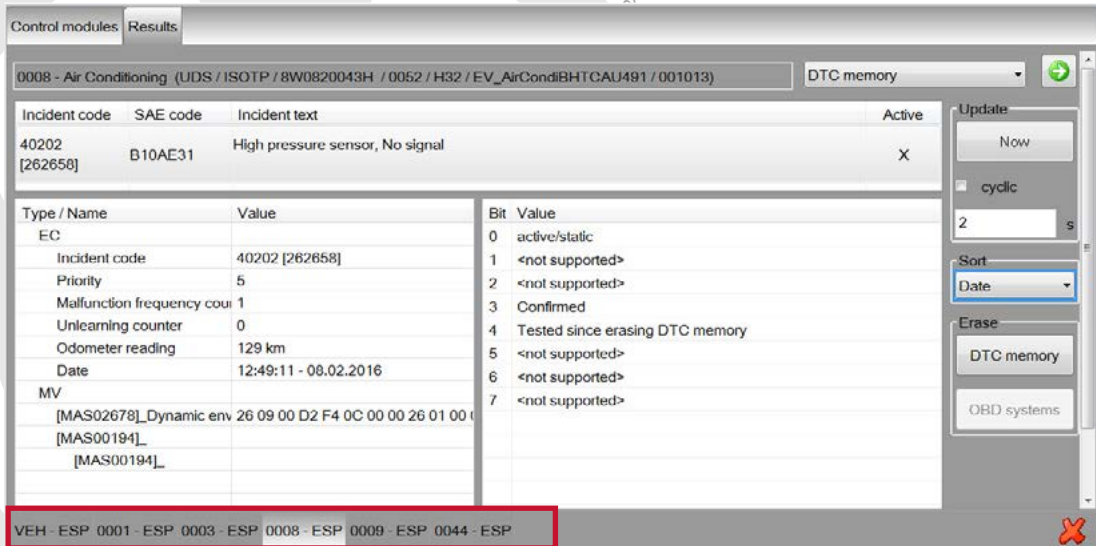 Control modules Results
0008 - Air Conditioning (UDS / ISOTP / 8W0820043H / 0052 / H32 / EV_AirCondiBHTCAU491 / 001013) DTC memory
Incident code SAE code Incident text Active
40202 [262658] B10AE31 High pressure sensor, No signal X
Update
Now
cyclic
2 s
Sort
Date
Erase
DTC memory
OBD systems
Type / Name Value
EC
Incident code 40202 [262658]
Priority 5
Malfunction frequency cou 1
Unlearning counter 0
Odometer reading 129 km
Date 12:49:11 - 08.02.2016
MV
[MAS02678]_Dynamic env 26 09 00 D2 F4 0C 00 00 26 01 00
[MAS00194]_
[MAS00194]_
Bit Value
0 active/static
1 <not supported>
2 <not supported>
3 Confirmed
4 Tested since erasing DTC memory
5 <not supported>
6 <not supported>
7 <not supported>
VEH - ESP 0001 - ESP 0003 - ESP 0008 - ESP 0009 - ESP 0044 - ESP